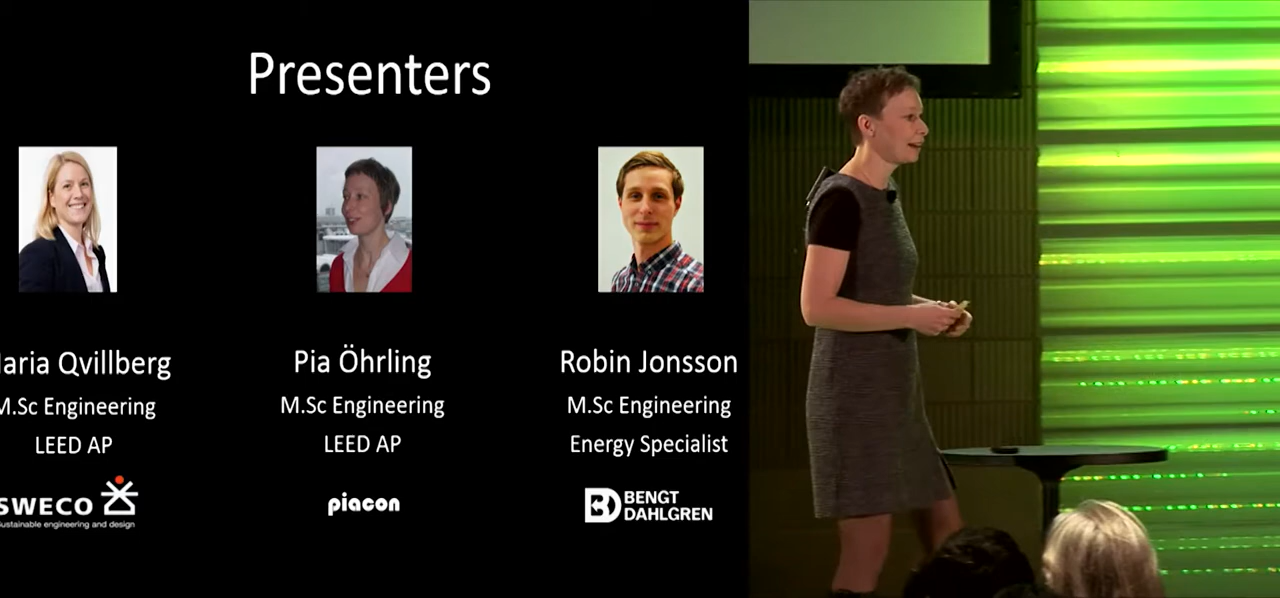 Presenters
aria Qvillberg
M.Sc Engineering
LEED AP
SWECO
sustainable engineering and design
Pia Öhrling
M.Sc Engineering
LEED AP
piacon
Robin Jonsson
M.Sc Engineering
Energy Specialist
BENGT
DAHLGREN